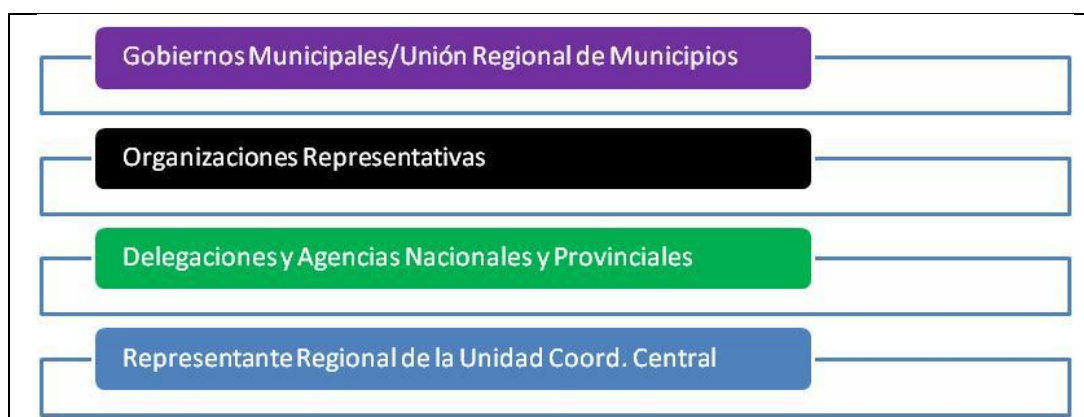 Gobiernos Municipales/Unión Regional de Municipios
Organizaciones Representativas
Delegaciones y Agencias Nacionales y Provinciales
Representante Regional de la Unidad Coord. Central